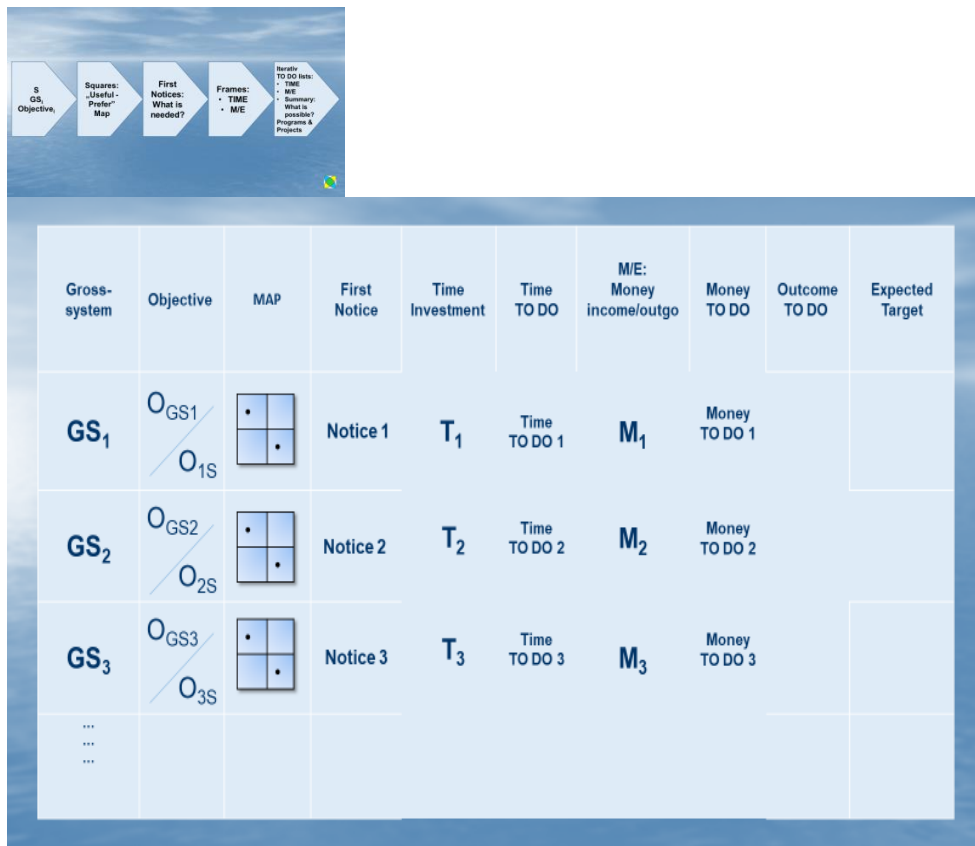 S
GSi
Objectivei
Squares:
„Useful -
Prefer”
Map
First
Notices:
What is
needed?
Frames:
• TIME
• M/E
Iterativ
TO DO lists:
• TIME
• M/E
• Summary:
What is
possible?
Programs &
Projects
Gross-
system
Objective
MAP
First
Notice
Time
Investment
Time
TO DO
M/E:
Money
income/outgo
Money
TO DO
Outcome
TO DO
Expected
Target
GS1
OGS1
O1S
Notice 1
T1
Time
TO DO 1
M1
Money
TO DO 1
GS2
OGS2
O2S
Notice 2
T2
Time
TO DO 2
M2
Money
TO DO 2
GS3
OGS3
O3S
Notice 3
T3
Time
TO DO 3
M3
Money
TO DO 3
...
...
...